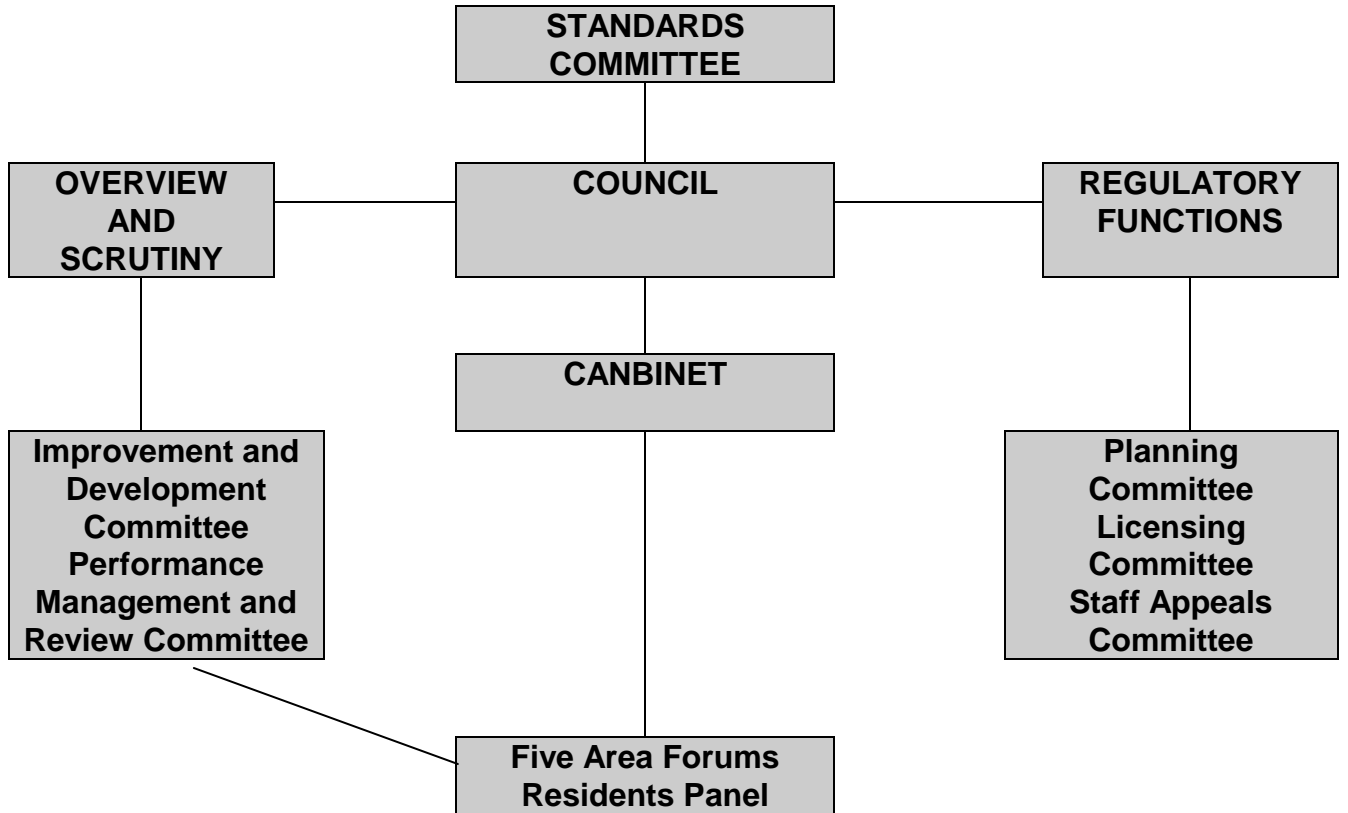 STANDARDS
COMMITTEE
OVERVIEW
AND
SCRUTINY
COUNCIL
REGULATORY
FUNCTIONS
CANBINET
Improvement and
Development
Committee
Performance
Management and
Review Committee
Planning
Committee
Licensing
Committee
Staff Appeals
Committee
Five Area Forums
Residents Panel